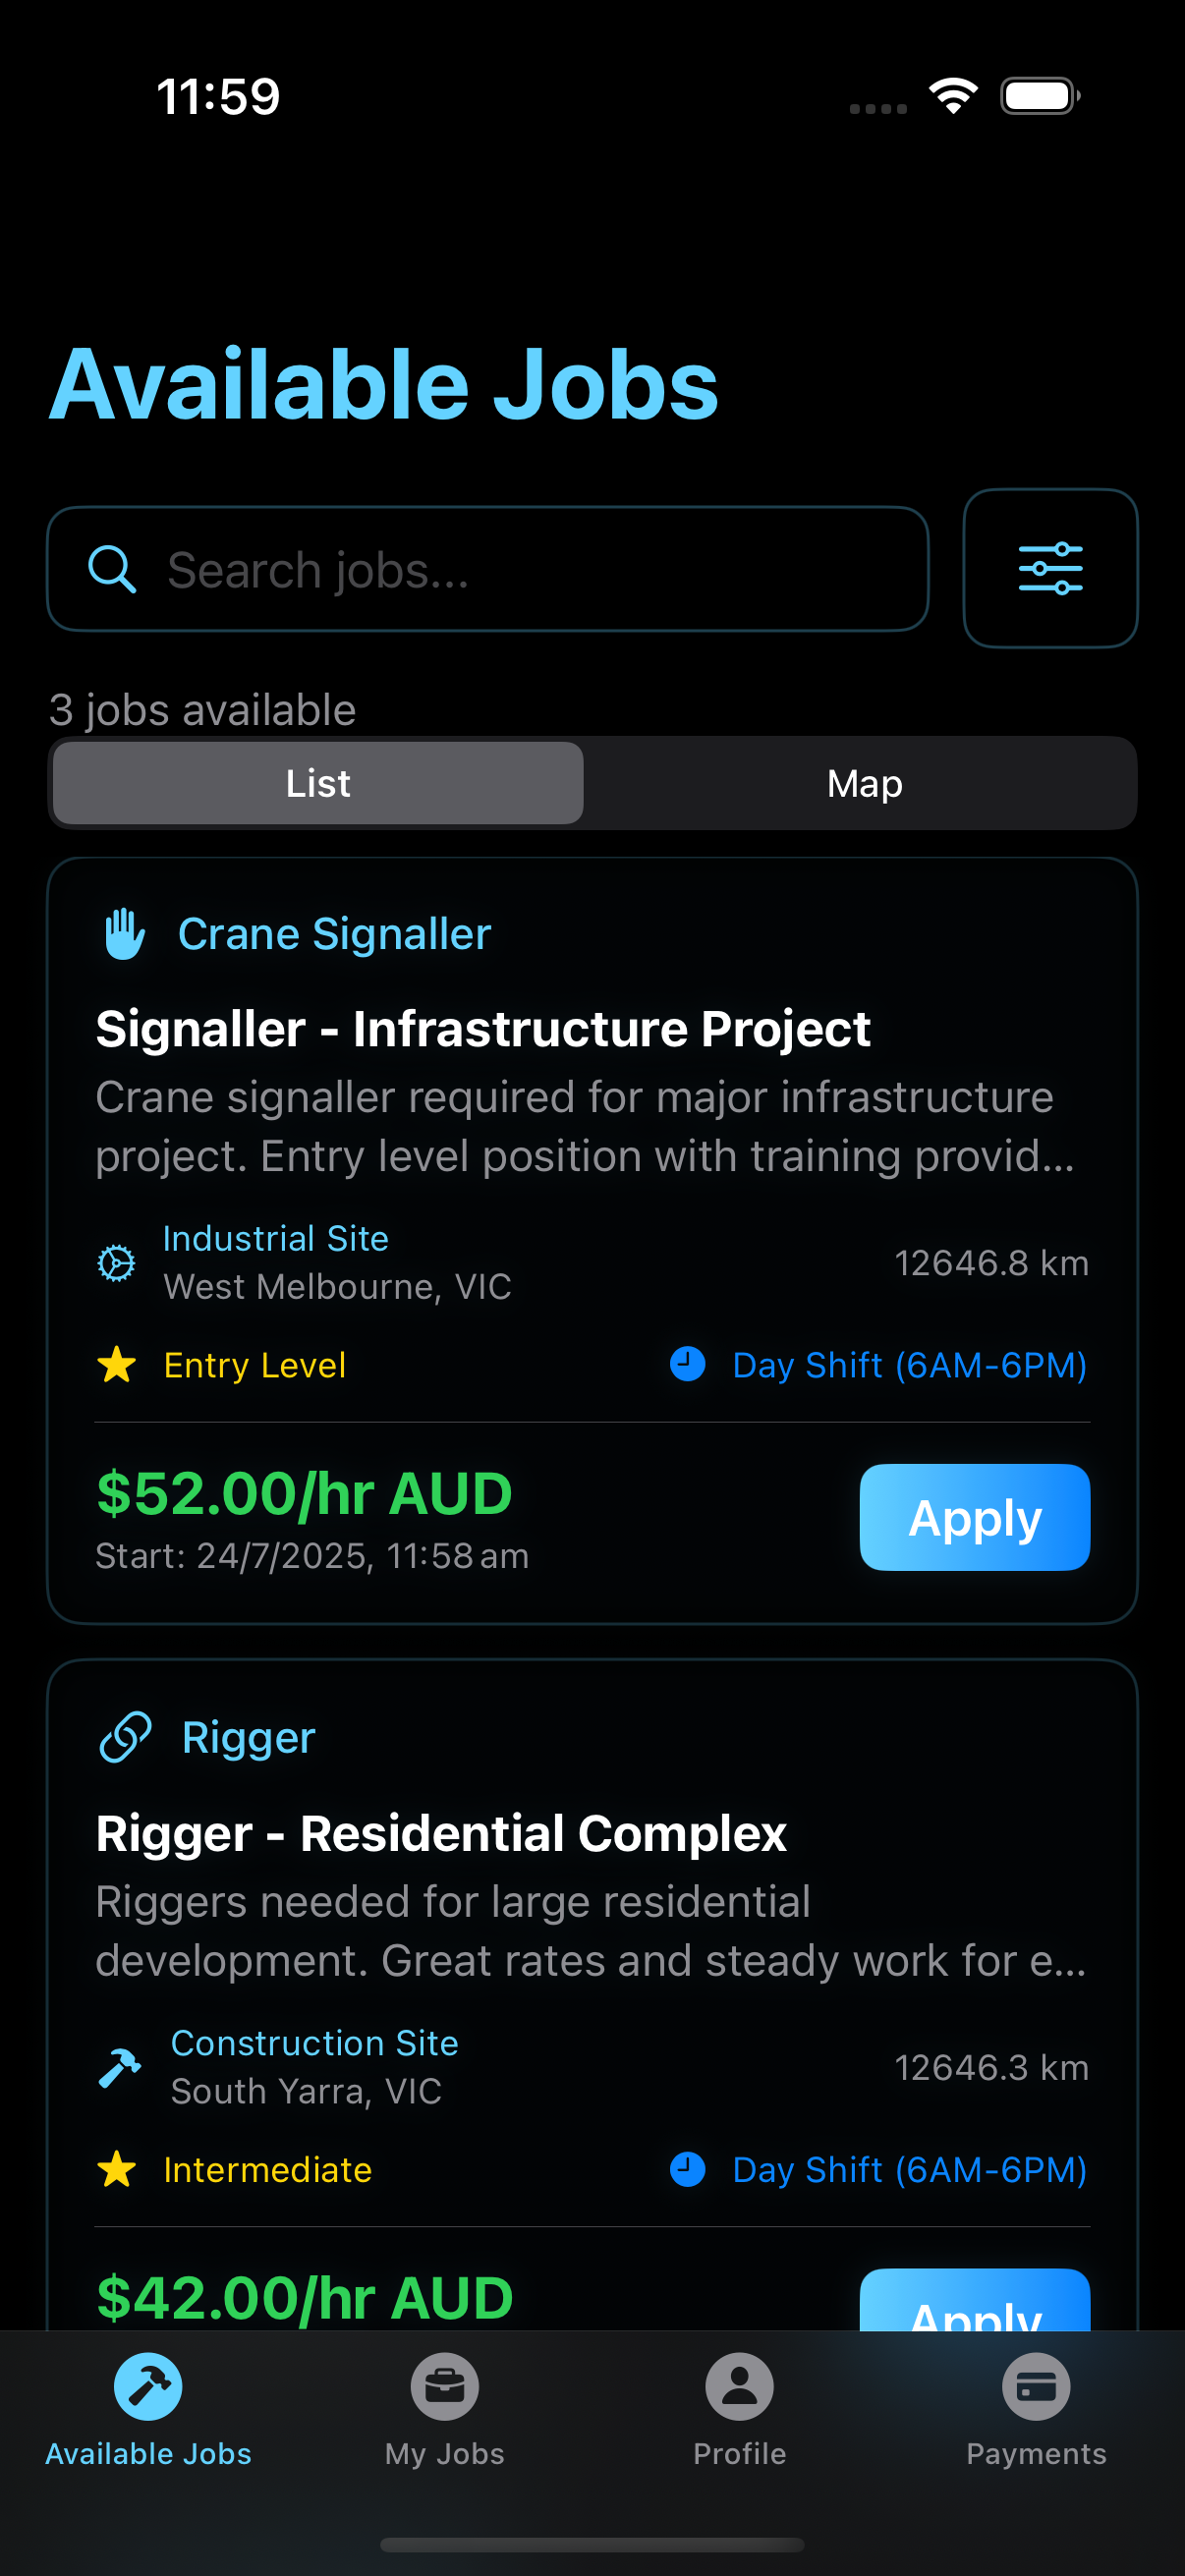 11:59
Available Jobs
Search jobs...
3 jobs available
List
Map
Crane Signaller
Signaller - Infrastructure Project
Crane signaller required for major infrastructure
project. Entry level position with training provid...
Industrial Site
West Melbourne, VIC
12646.8 km
Entry Level
Day Shift (6AM-6PM)
$52.00/hr AUD
Start: 24/7/2025, 11:58 am
Apply
Rigger
Rigger - Residential Complex
Riggers needed for large residential
development. Great rates and steady work for e...
Construction Site
South Yarra, VIC
12646.3 km
Intermediate
Day Shift (6AM-6PM)
$42.00/hr AUD
Apply
Available Jobs
My Jobs
Profile
Payments